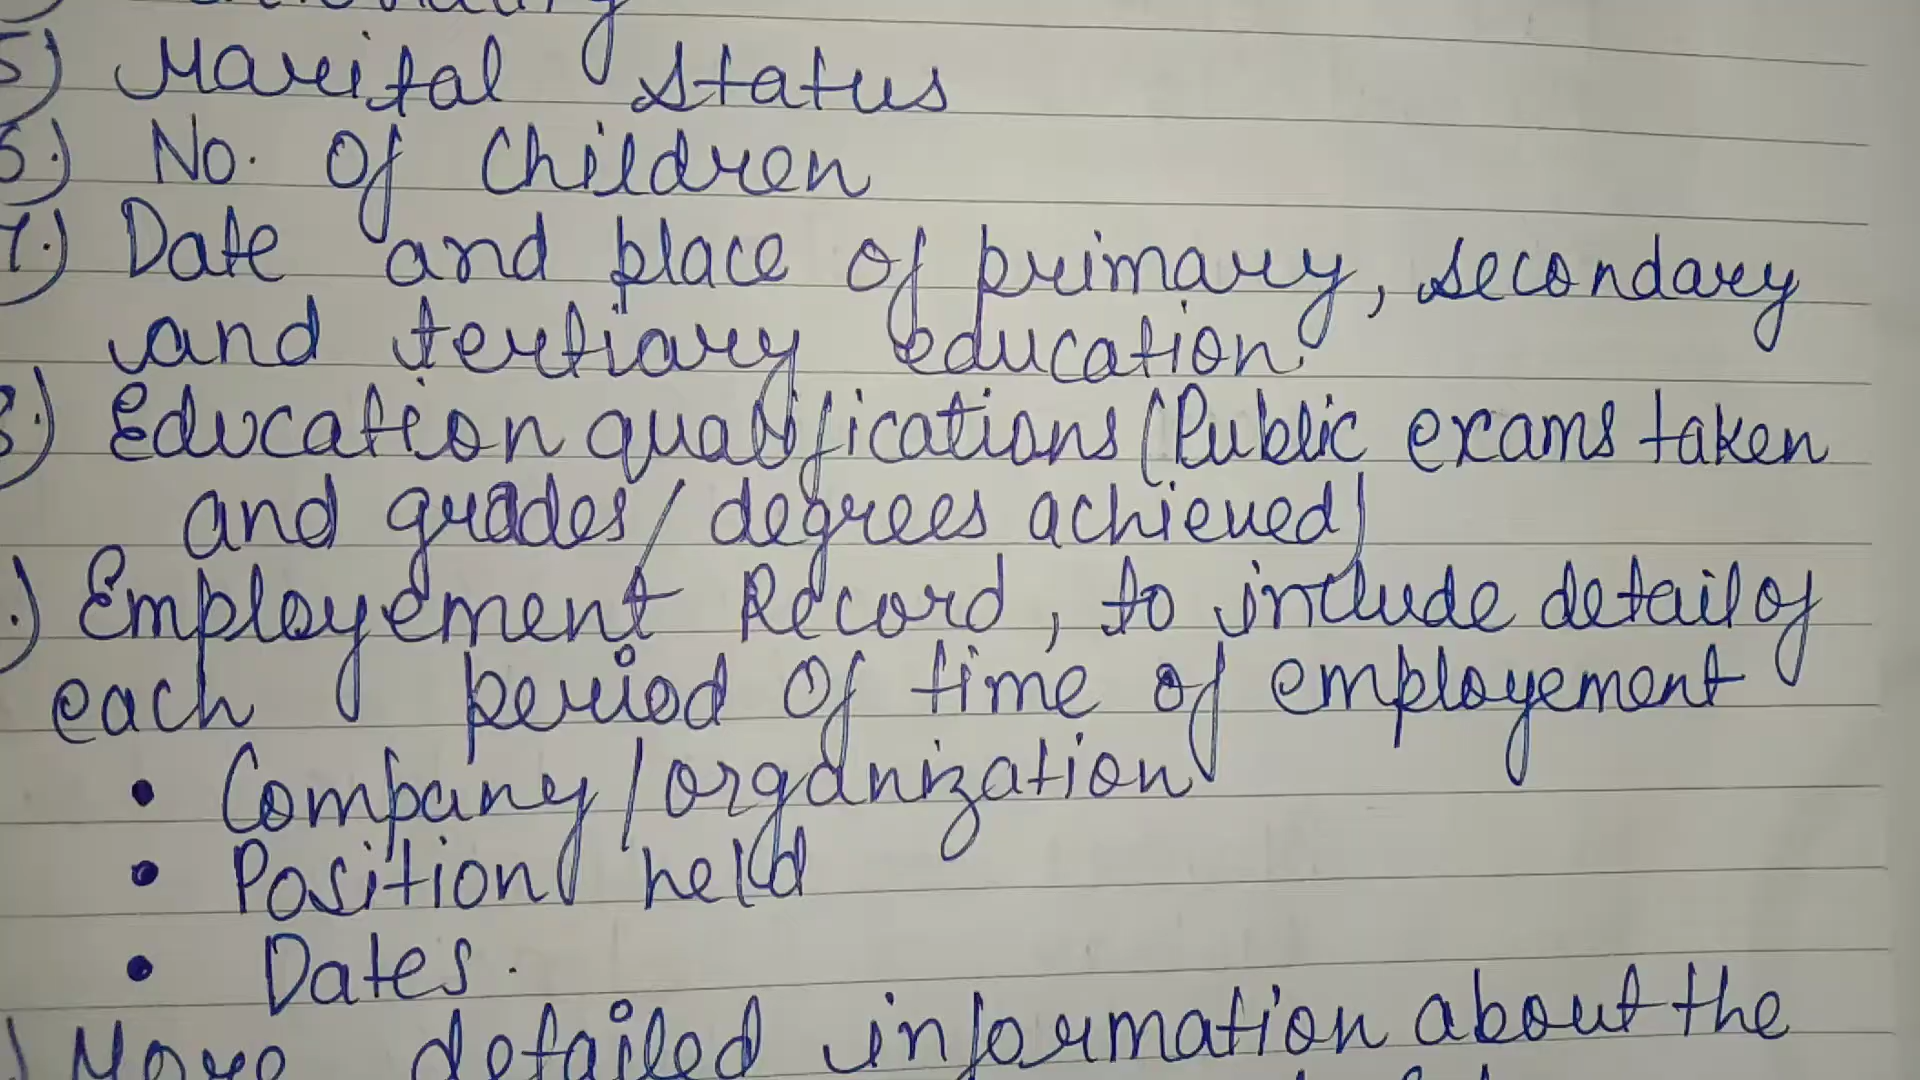 5) Marital Status
6.) No. Of Children
7.) Date and place of primary, secondary
and tertiary education
8.) Education qualifications (Public exams taken
and grades/degrees achieved)
.) Employement Record, to include detail of
each period of time of employement
• Company/organization
• Position held
• Dates.
) More detailed information about the